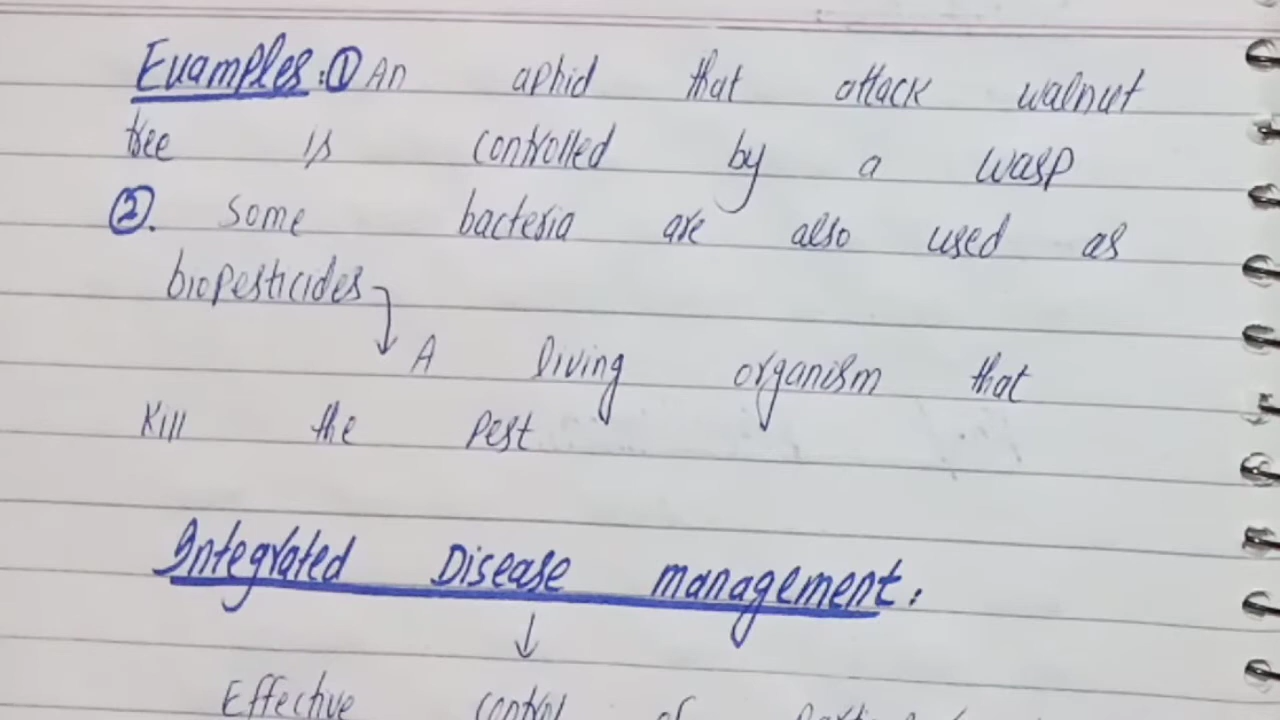 Examples: ① An aphid that attack walnut
tree is controlled by a wasp
②. Some bacteria are also used as
biopesticides
A living organism that
Kill the pest
Integrated Disease management:
↓
Effective control of